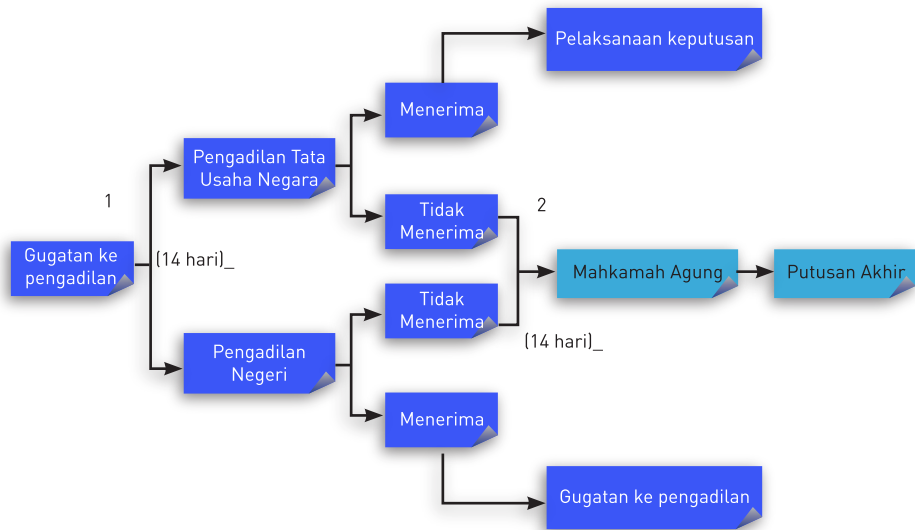 1
Gugatan ke
pengadilan
(14 hari)_
Pengadilan Tata
Usaha Negara
Menerima
Pelaksanaan keputusan
Tidak
Menerima
2
Pengadilan
Negeri
Tidak
Menerima
(14 hari)_
Mahkamah Agung
Putusan Akhir
Menerima
Gugatan ke pengadilan